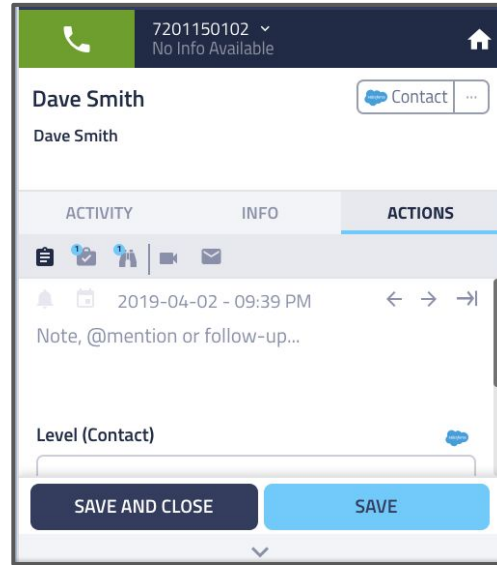 7201150102
No Info Available
Dave Smith
Contact
Dave Smith
ACTIVITY INFO ACTIONS
1 1
2019-04-02 - 09:39 PM
Note, @mention or follow-up...
Level (Contact)
SAVE AND CLOSE SAVE